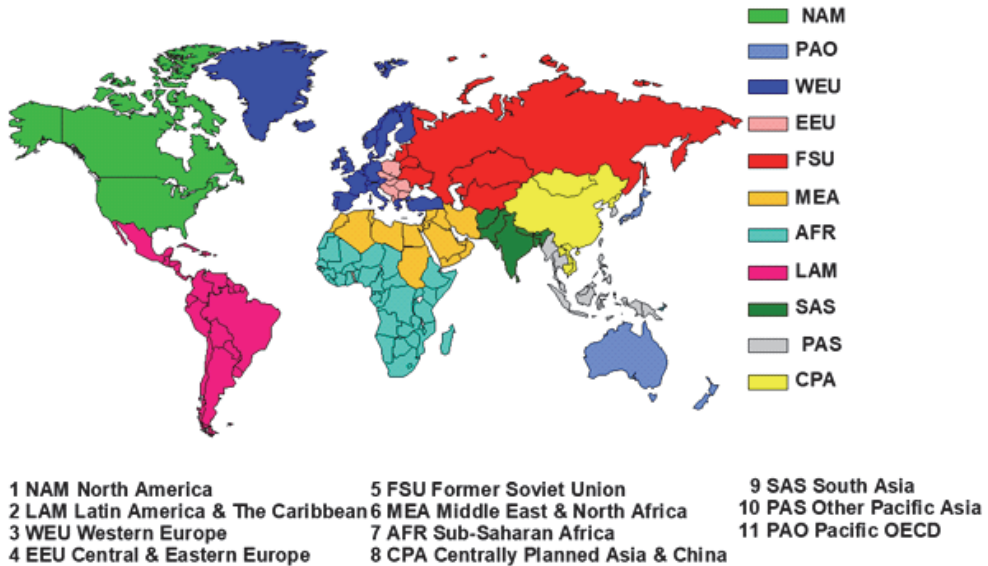 NAM
PAO
WEU
EEU
FSU
MEA
AFR
LAM
SAS
PAS
CPA
1 NAM North America
2 LAM Latin America & The Caribbean
3 WEU Western Europe
4 EEU Central & Eastern Europe
5 FSU Former Soviet Union
6 MEA Middle East & North Africa
7 AFR Sub-Saharan Africa
8 CPA Centrally Planned Asia & China
9 SAS South Asia
10 PAS Other Pacific Asia
11 PAO Pacific OECD